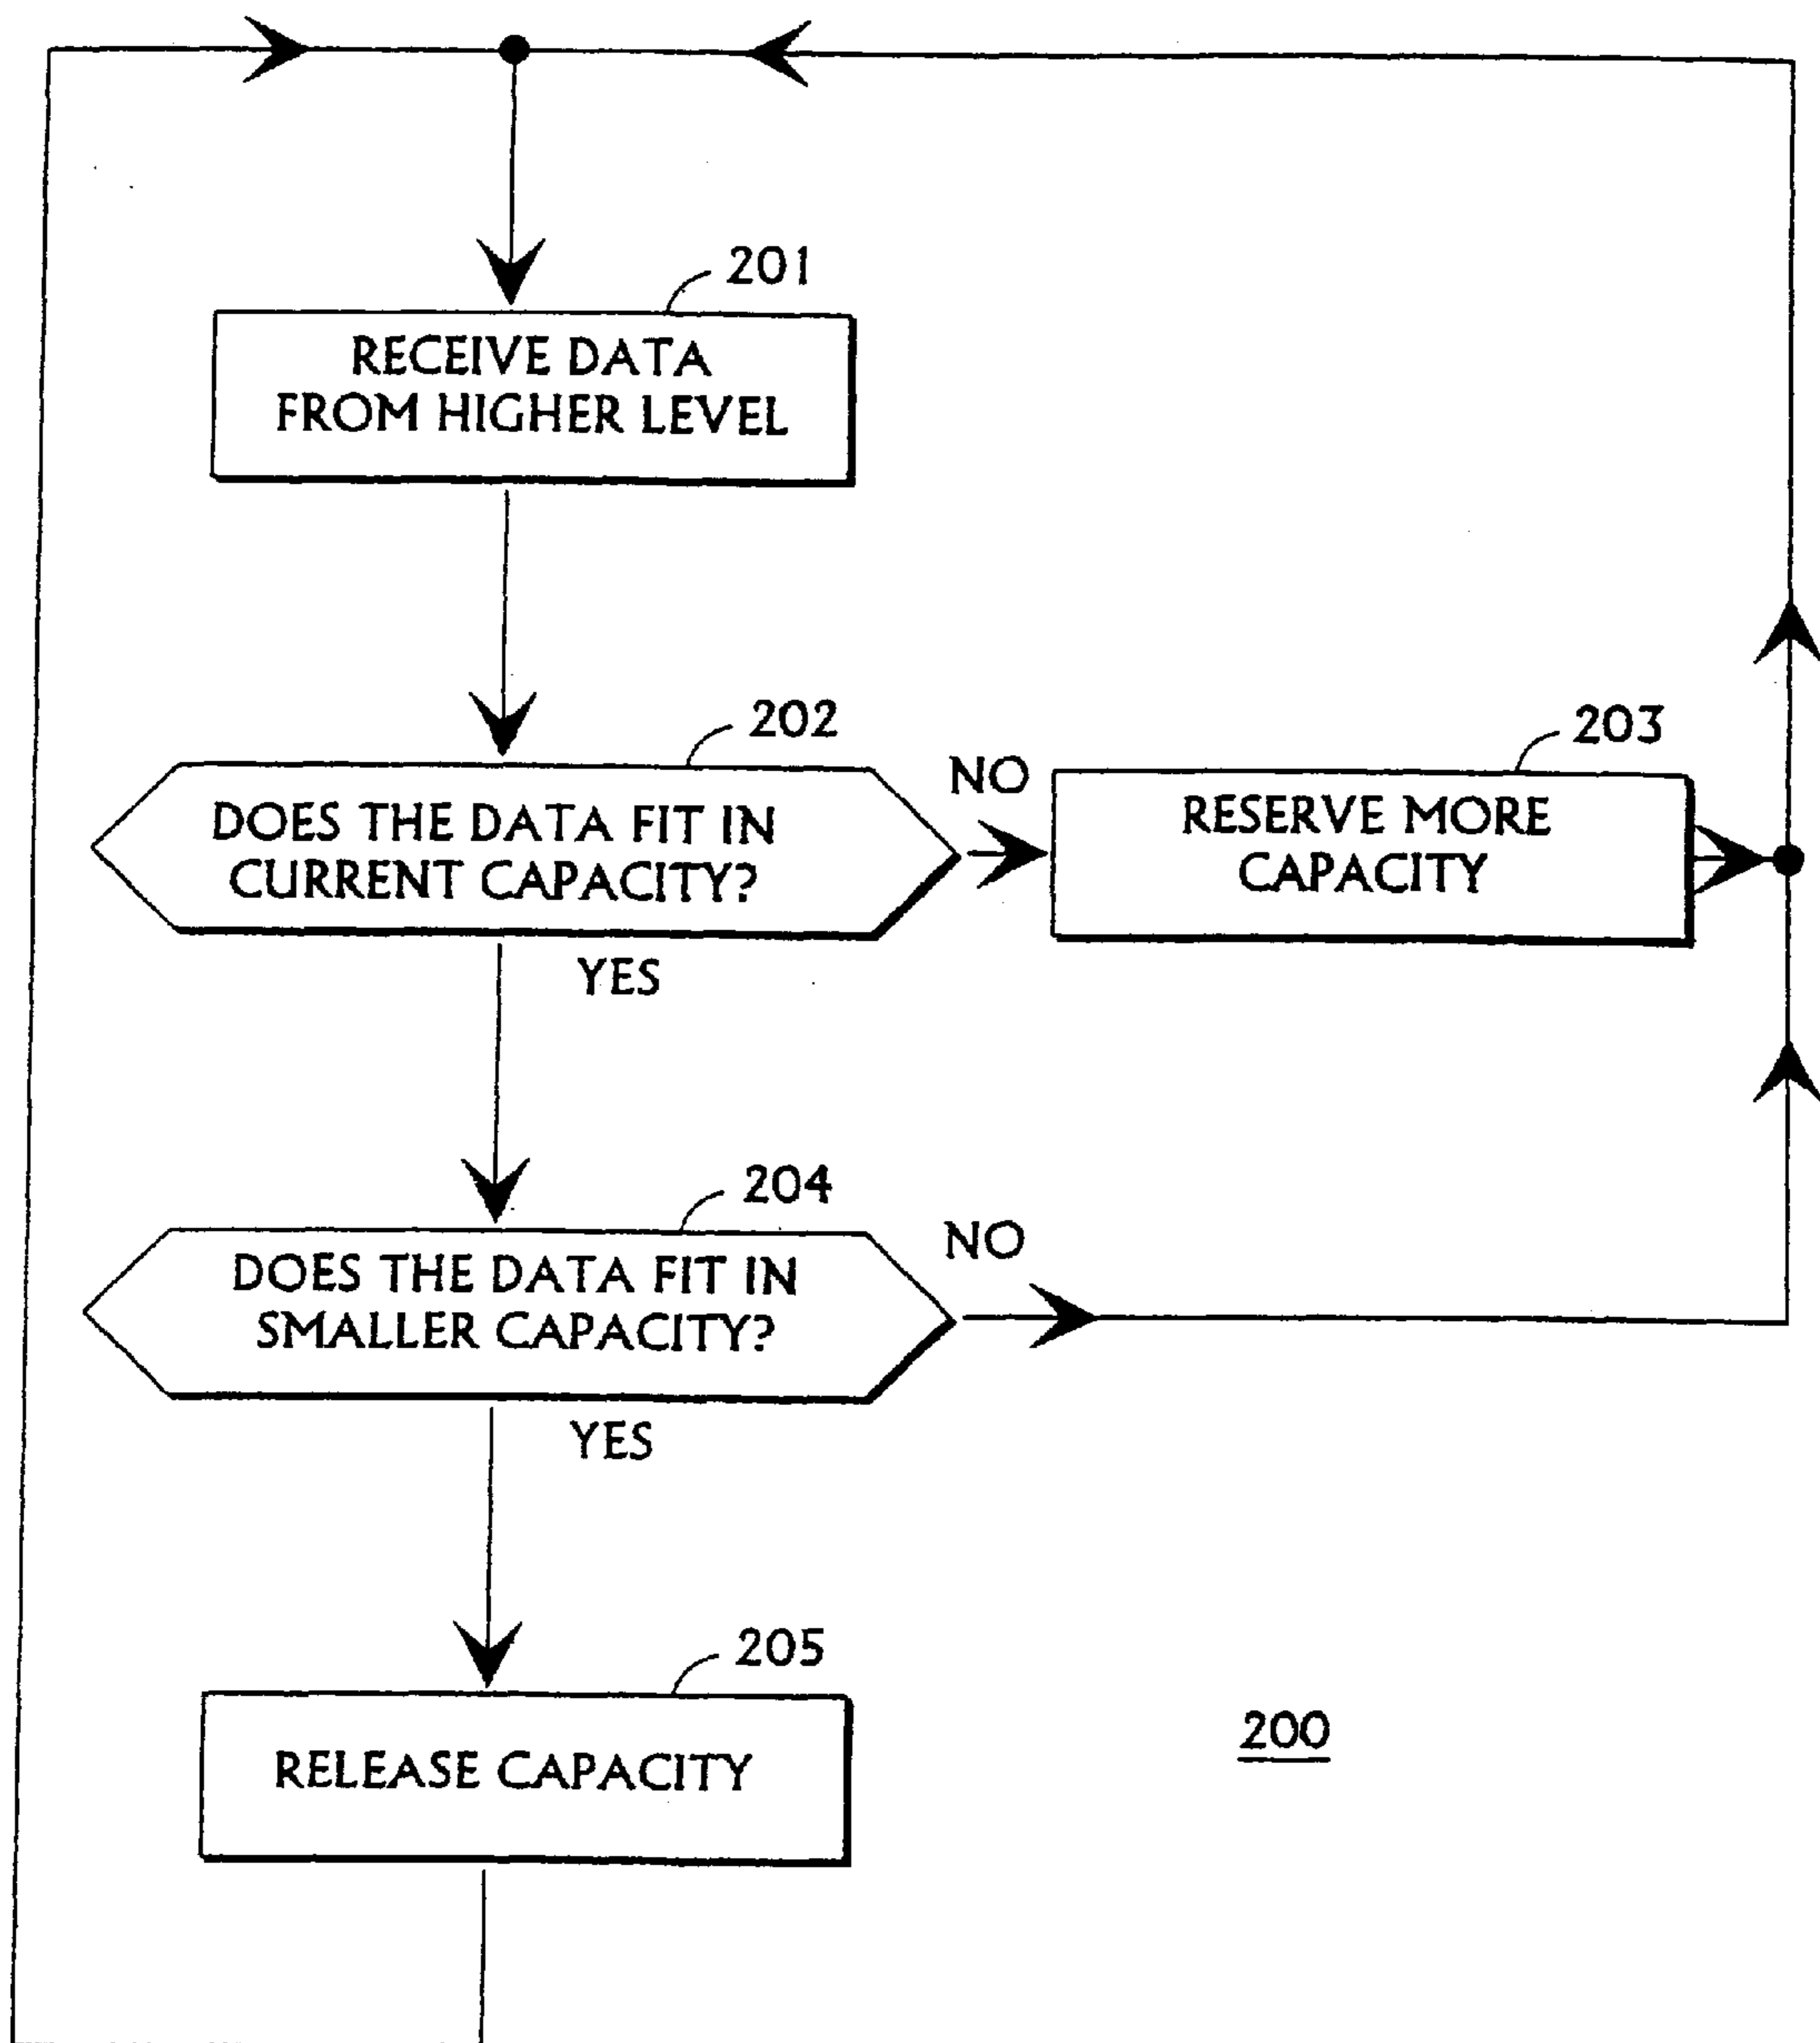 201
RECEIVE DATA
FROM HIGHER LEVEL
202
DOES THE DATA FIT IN
CURRENT CAPACITY?
NO
203
RESERVE MORE
CAPACITY
YES
204
DOES THE DATA FIT IN
SMALLER CAPACITY?
NO
YES
205
RELEASE CAPACITY
200